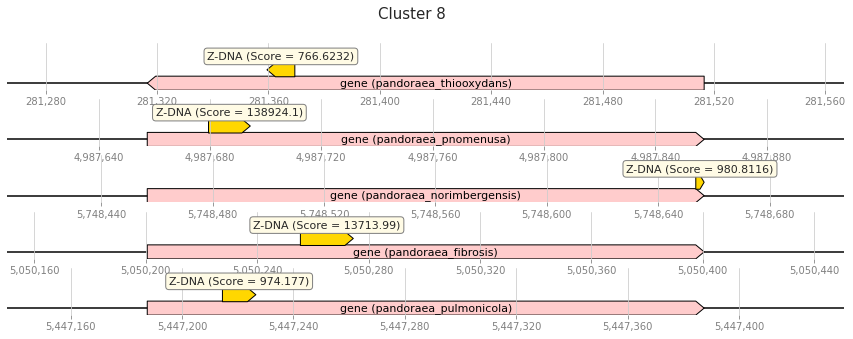 Cluster 8
Z-DNA (Score = 766.6232)
gene (pandoraea_thiooxydans)
281,280 281,320 281,360 281,400 281,440 281,480 281,520 281,560
Z-DNA (Score = 138924.1)
gene (pandoraea_pnomenusa)
4,987,640 4,987,680 4,987,720 4,987,760 4,987,800 4,987,840 4,987,880
Z-DNA (Score = 980.8116)
gene (pandoraea_norimbergensis)
5,748,440 5,748,480 5,748,520 5,748,560 5,748,600 5,748,640 5,748,680
Z-DNA (Score = 13713.99)
gene (pandoraea_fibrosis)
5,050,160 5,050,200 5,050,240 5,050,280 5,050,320 5,050,360 5,050,400 5,050,440
Z-DNA (Score = 974.177)
gene (pandoraea_pulmonicola)
5,447,160 5,447,200 5,447,240 5,447,280 5,447,320 5,447,360 5,447,400